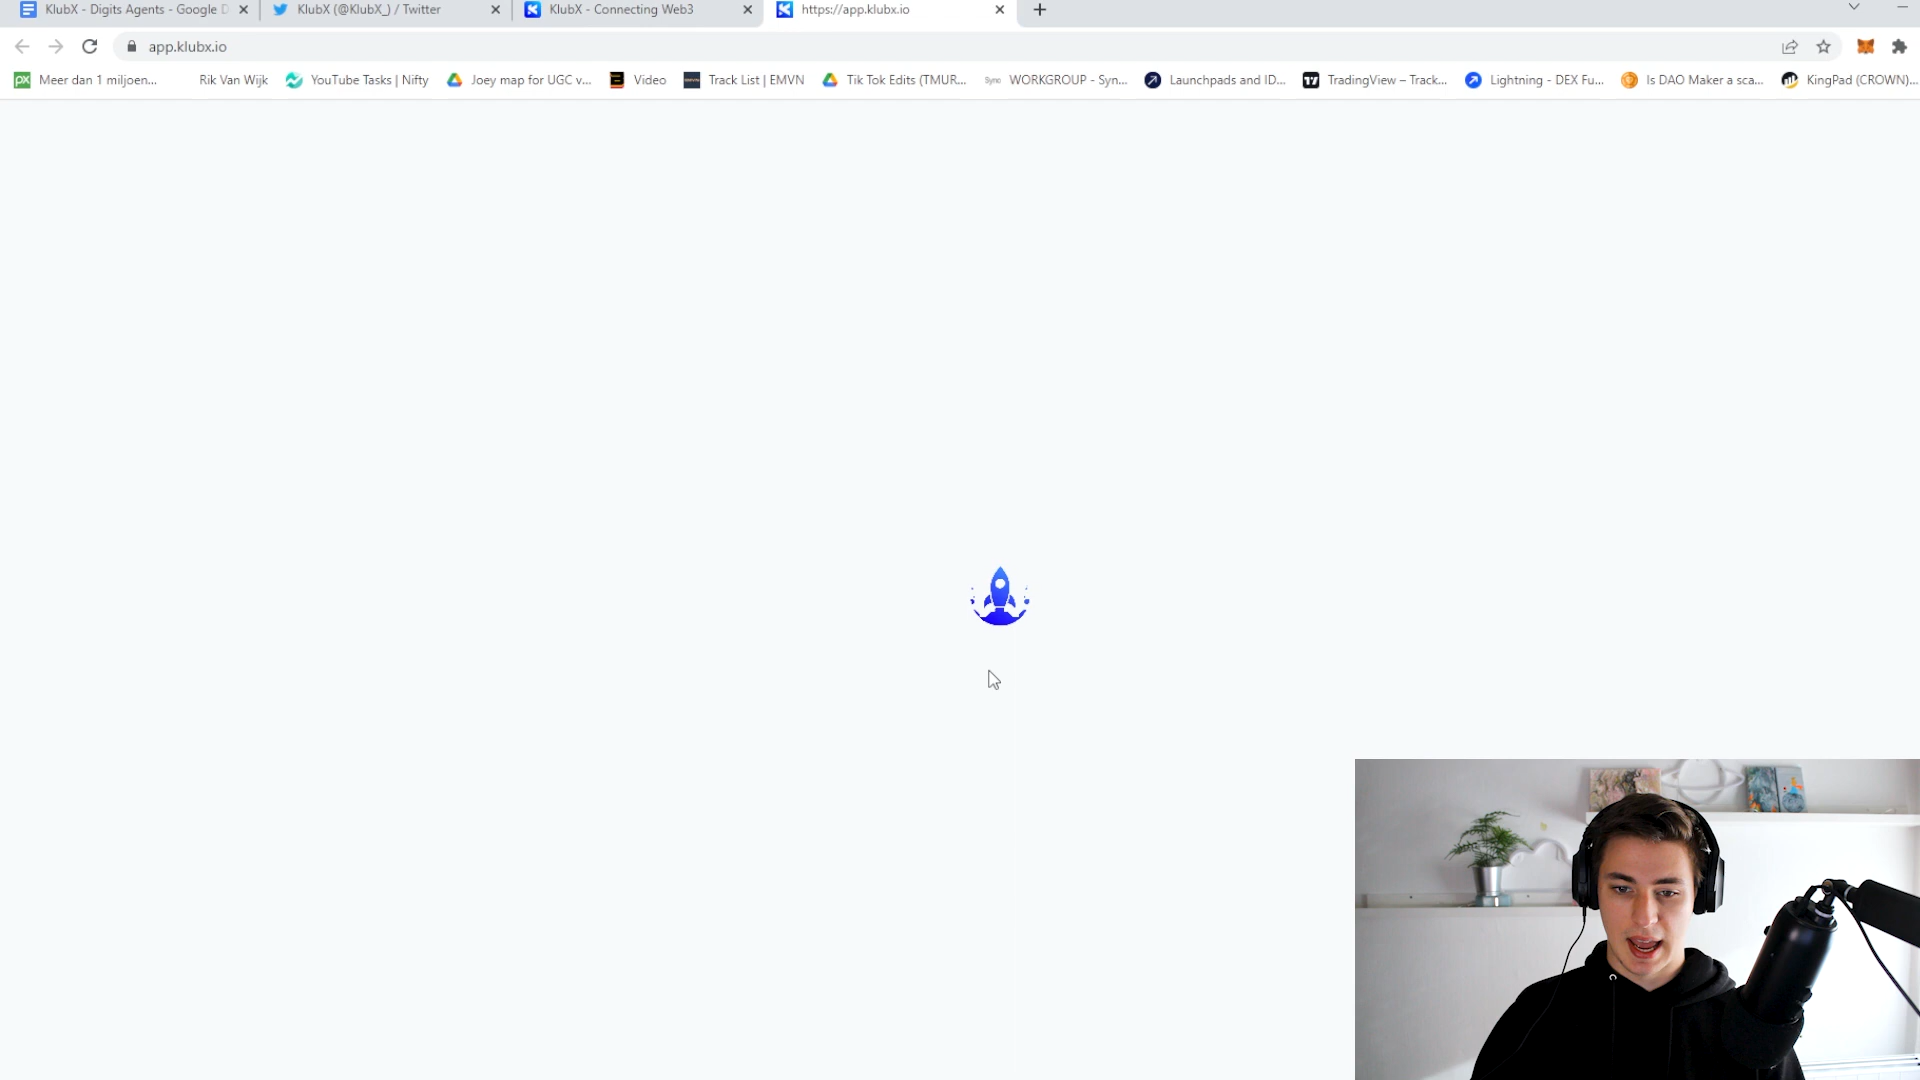 KlubX - Digits Agents - Google D
KlubX (@KlubX_) / Twitter
KlubX - Connecting Web3
https://app.klubx.io
app.klubx.io
px Meer dan 1 miljoen...
Rik Van Wijk
YouTube Tasks | Nifty
Joey map for UGC v...
Video
Track List | EMVN
Tik Tok Edits (TMUR...
Sync WORKGROUP - Syn...
Launchpads and ID...
TradingView – Track...
Lightning - DEX Fu...
Is DAO Maker a sca...
KingPad (CROWN)...